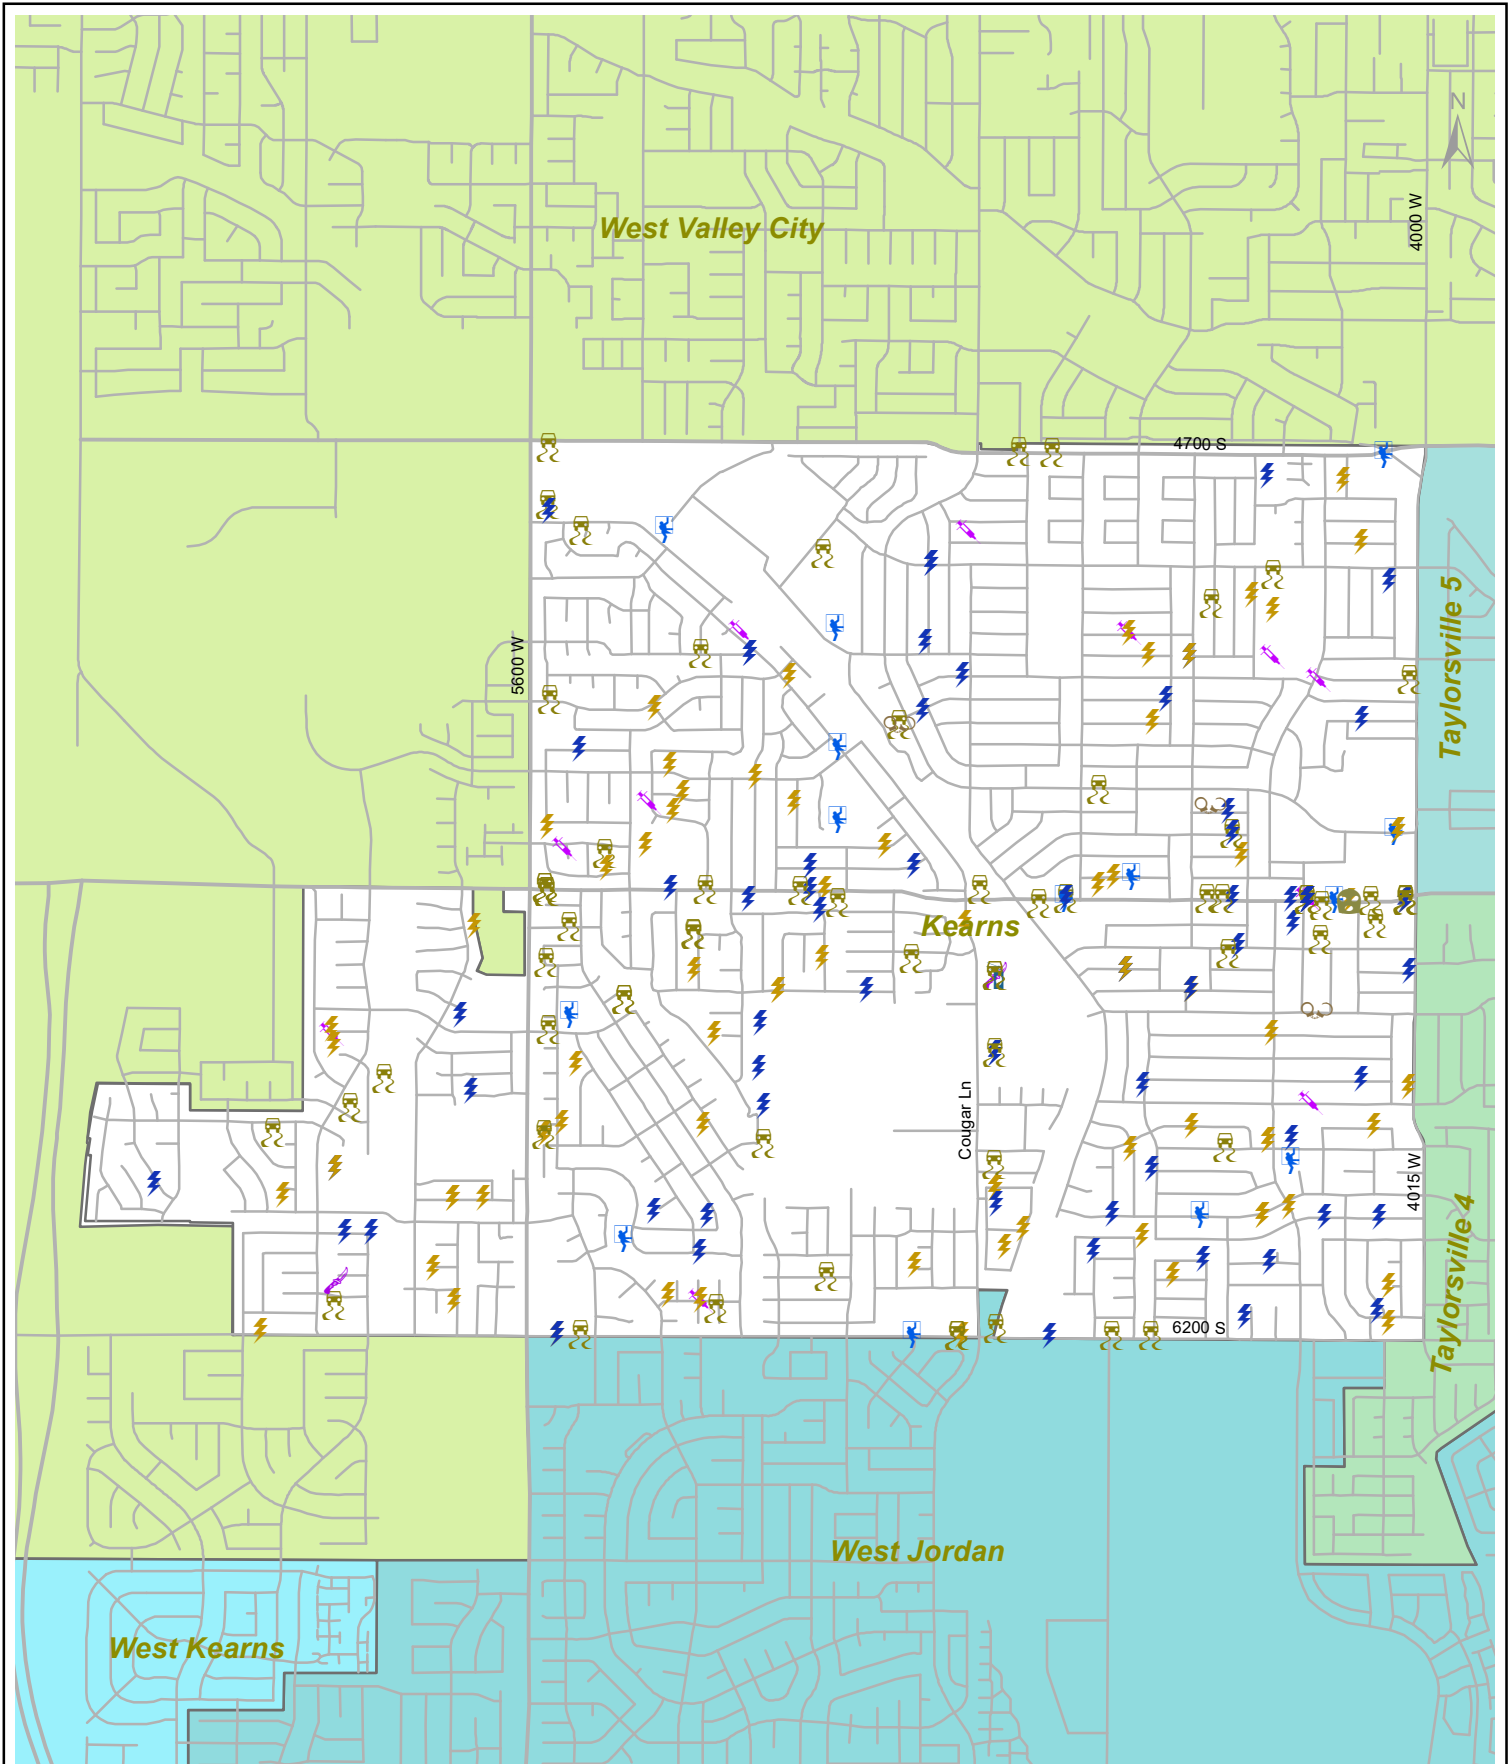 N
4000 W
West Valley City
4700 S
Taylorsville 5
5600 W
Kearns
Cougar Ln
4015 W
Taylorsville 4
6200 S
West Jordan
West Kearns